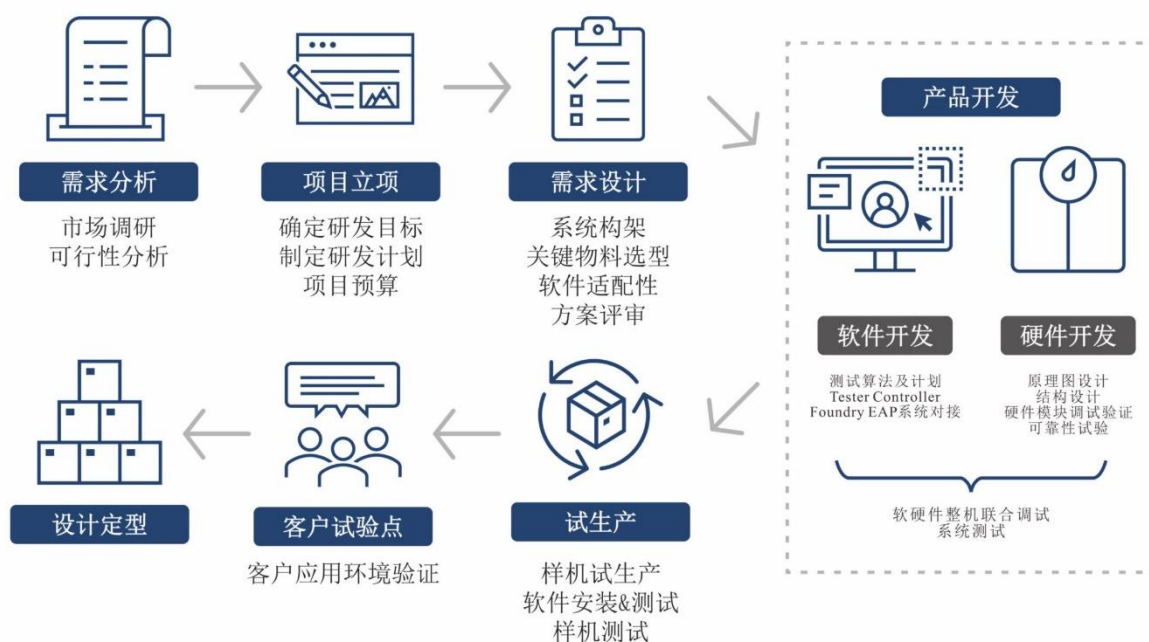 需求分析
市场调研
可行性分析
项目立项
确定研发目标
制定研发计划
项目预算
需求设计
系统构架
关键物料选型
软件适配性
方案评审
产品开发
软件开发
测试算法及计划
Tester Controller
Foundry EAP系统对接
硬件开发
原理图设计
结构设计
硬件模块调试验证
可靠性试验
软硬件整机联合调试
系统测试
试生产
样机试生产
软件安装&测试
样机测试
客户试验点
客户应用环境验证
设计定型